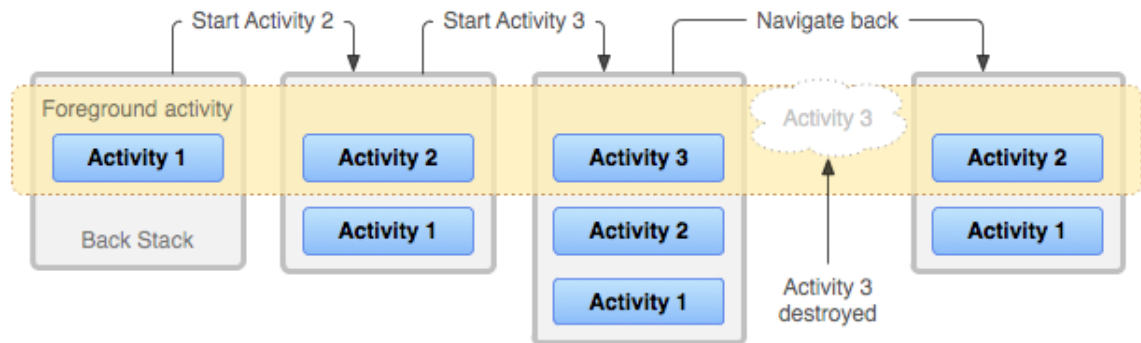 Start Activity 2
Start Activity 3
Navigate back
Foreground activity
Activity 3
Activity 1
Activity 2
Activity 3
Activity 2
Back Stack
Activity 1
Activity 2
Activity 1
Activity 1
Activity 3
destroyed